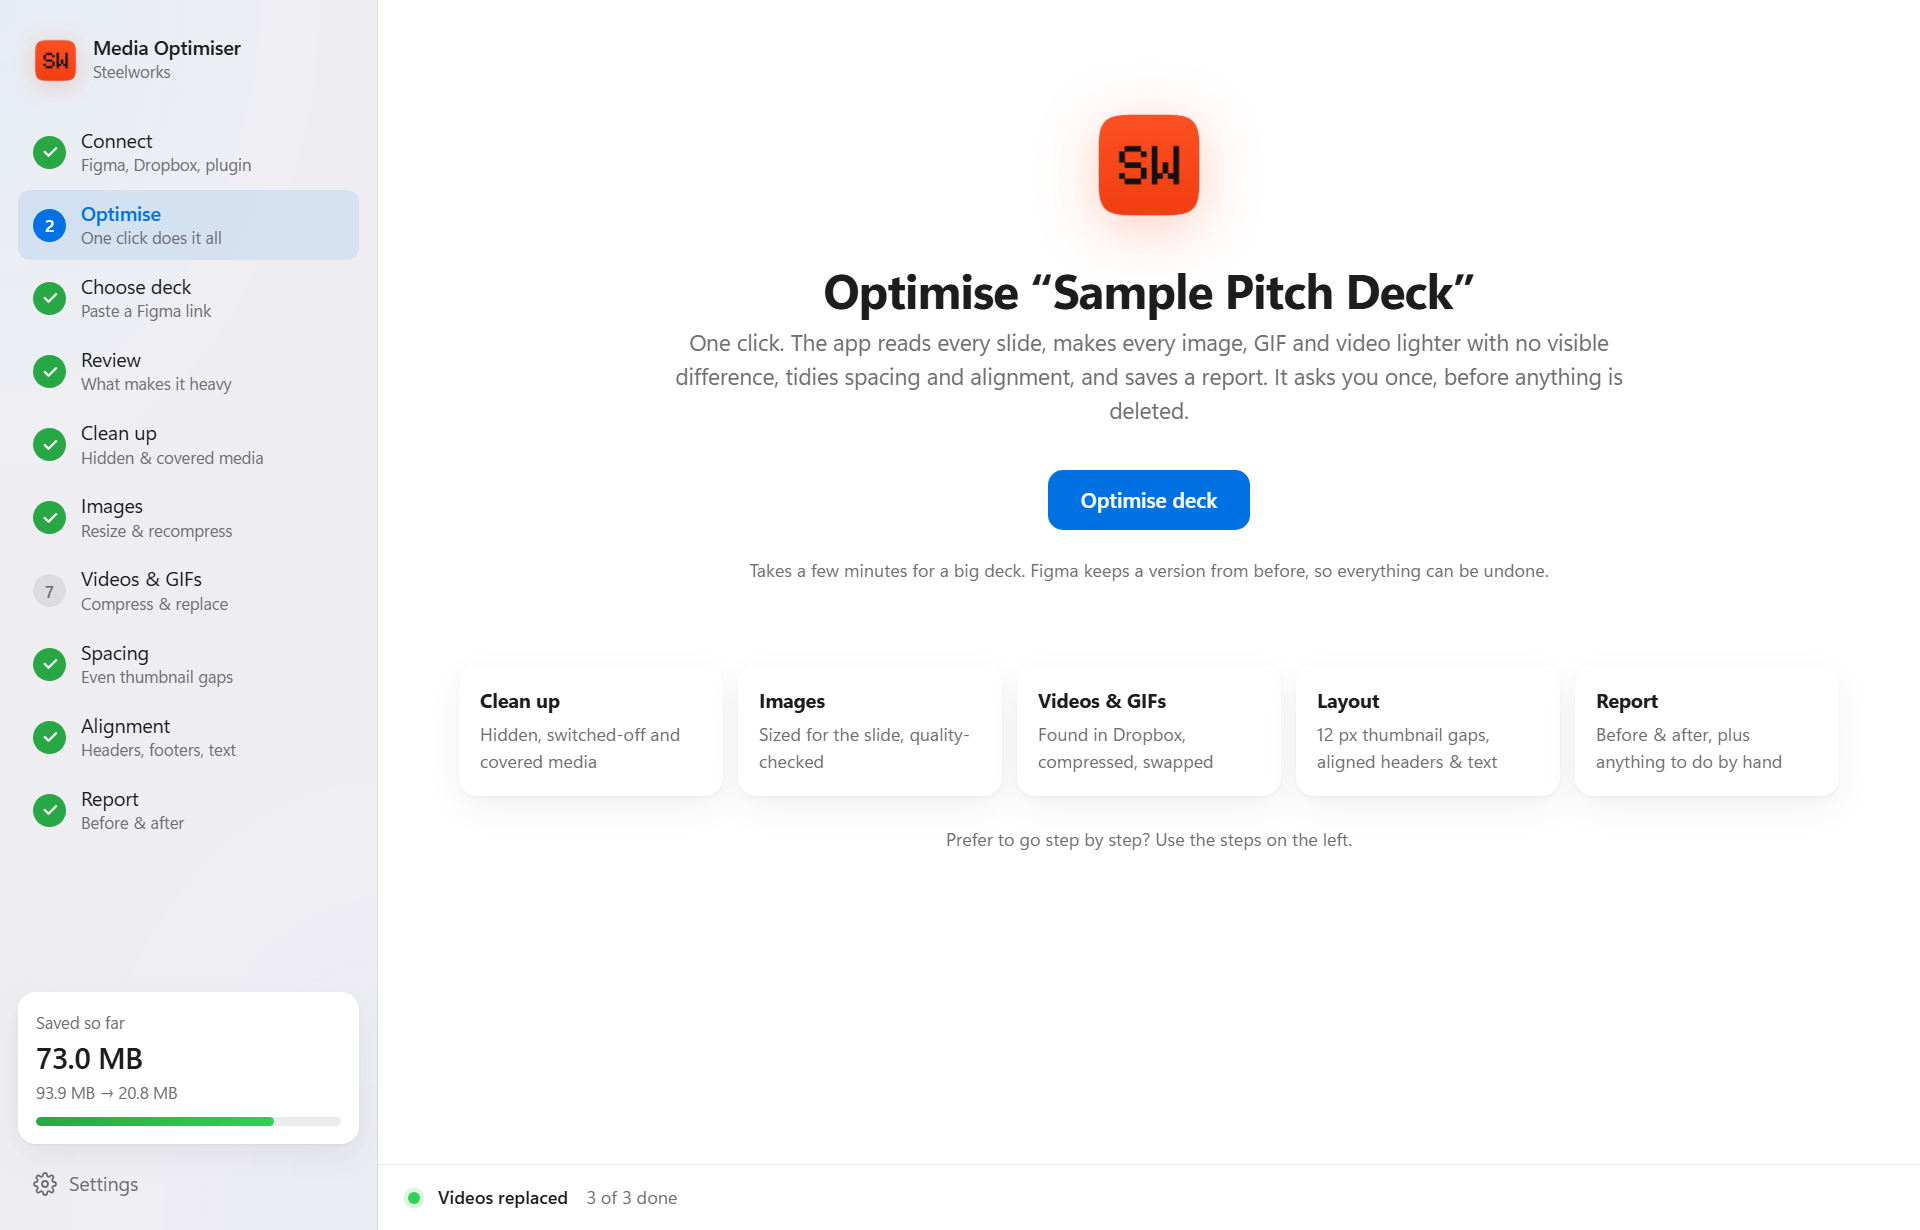 SW
Media Optimiser
Steelworks
Connect
Figma, Dropbox, plugin
2
Optimise
One click does it all
Choose deck
Paste a Figma link
Review
What makes it heavy
Clean up
Hidden & covered media
Images
Resize & recompress
7
Videos & GIFs
Compress & replace
Spacing
Even thumbnail gaps
Alignment
Headers, footers, text
Report
Before & after
Saved so far
73.0 MB
93.9 MB → 20.8 MB
Settings
SW
Optimise “Sample Pitch Deck”
One click. The app reads every slide, makes every image, GIF and video lighter with no visible
difference, tidies spacing and alignment, and saves a report. It asks you once, before anything is
deleted.
Optimise deck
Takes a few minutes for a big deck. Figma keeps a version from before, so everything can be undone.
Clean up
Hidden, switched-off and
covered media
Images
Sized for the slide, quality-
checked
Videos & GIFs
Found in Dropbox,
compressed, swapped
Layout
12 px thumbnail gaps,
aligned headers & text
Report
Before & after, plus
anything to do by hand
Prefer to go step by step? Use the steps on the left.
Videos replaced 3 of 3 done